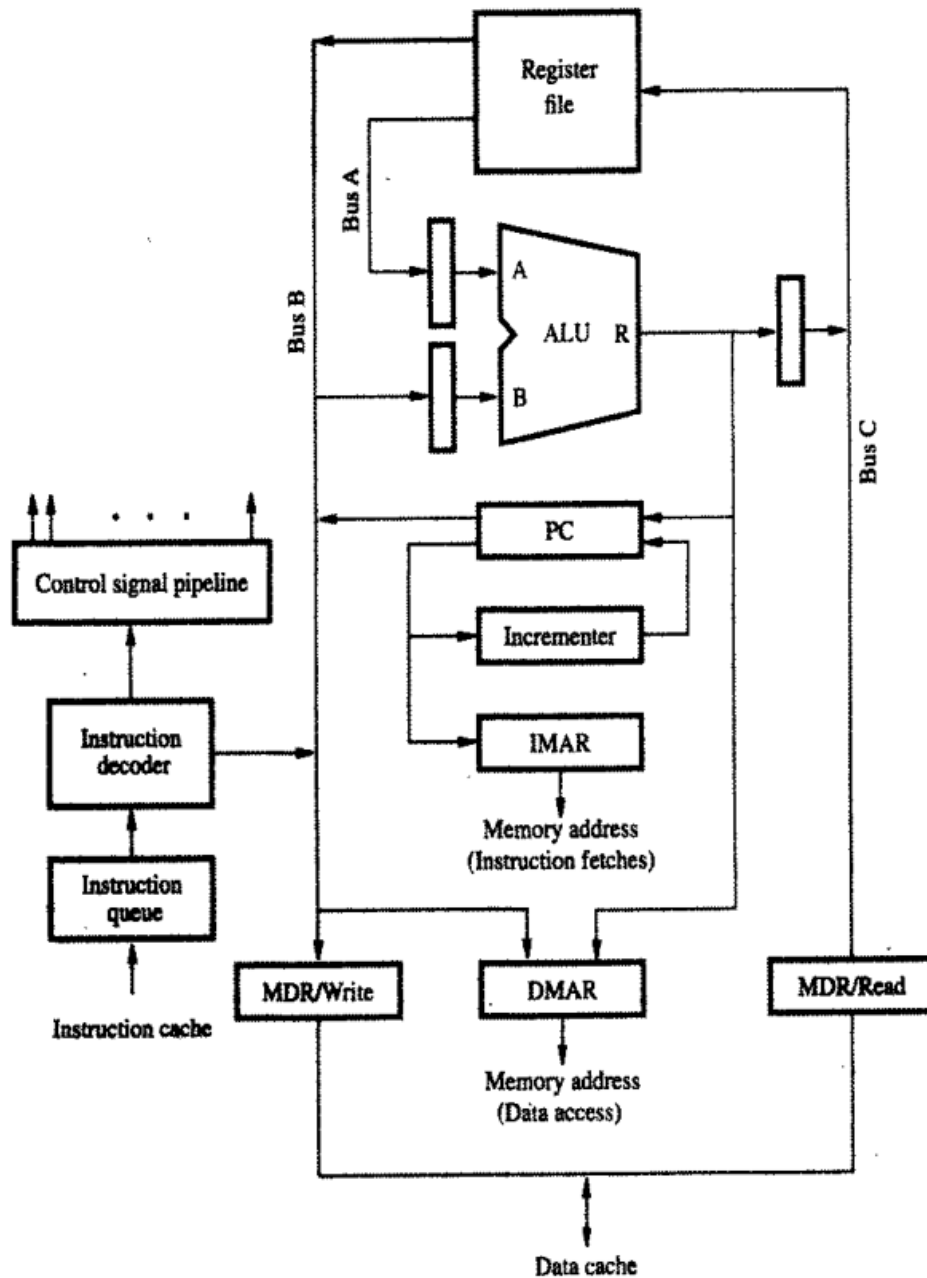 Register
file
Bus A
Bus B
A
ALU
R
B
Bus C
PC
Control signal pipeline
Incrementer
Instruction
decoder
IMAR
Memory address
(Instruction fetches)
Instruction
queue
MDR/Write
DMAR
MDR/Read
Instruction cache
Memory address
(Data access)
Data cache